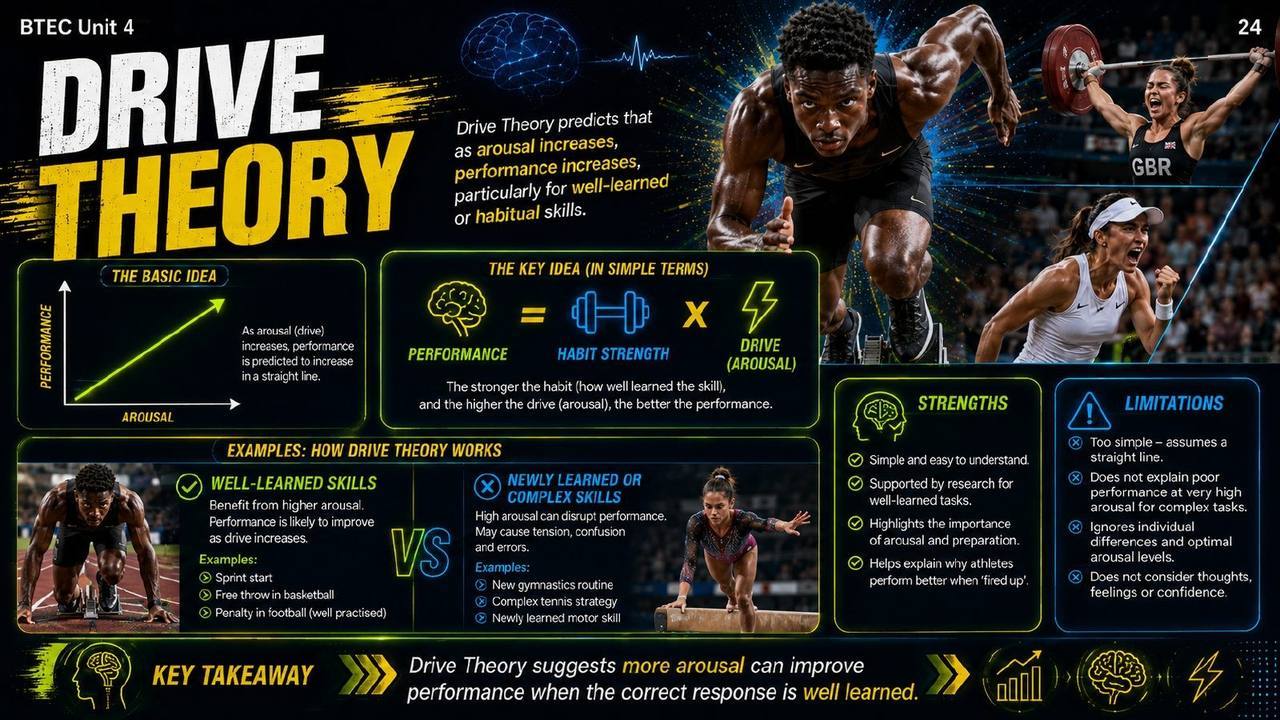 BTEC Unit 4
24
DRIVE
THEORY
Drive Theory predicts that
as arousal increases,
performance increases,
particularly for well-learned
or habitual skills.
GBR
THE BASIC IDEA
PERFORMANCE
As arousal (drive)
increases, performance
is predicted to increase
in a straight line.
AROUSAL
THE KEY IDEA (IN SIMPLE TERMS)
PERFORMANCE
=
HABIT STRENGTH
X
DRIVE
(AROUSAL)
The stronger the habit (how well learned the skill),
and the higher the drive (arousal), the better the performance.
EXAMPLES: HOW DRIVE THEORY WORKS
WELL-LEARNED SKILLS
Benefit from higher arousal.
Performance is likely to improve
as drive increases.
Examples:
Sprint start
Free throw in basketball
Penalty in football (well practised)
VS
NEWLY LEARNED OR
COMPLEX SKILLS
High arousal can disrupt performance.
May cause tension, confusion
and errors.
Examples:
New gymnastics routine
Complex tennis strategy
Newly learned motor skill
STRENGTHS
Simple and easy to understand.
Supported by research for
well-learned tasks.
Highlights the importance
of arousal and preparation.
Helps explain why athletes
perform better when 'fired up'.
LIMITATIONS
Too simple – assumes a
straight line.
Does not explain poor
performance at very high
arousal for complex tasks.
Ignores individual
differences and optimal
arousal levels.
Does not consider thoughts,
feelings or confidence.
KEY TAKEAWAY
Drive Theory suggests more arousal can improve
performance when the correct response is well learned.